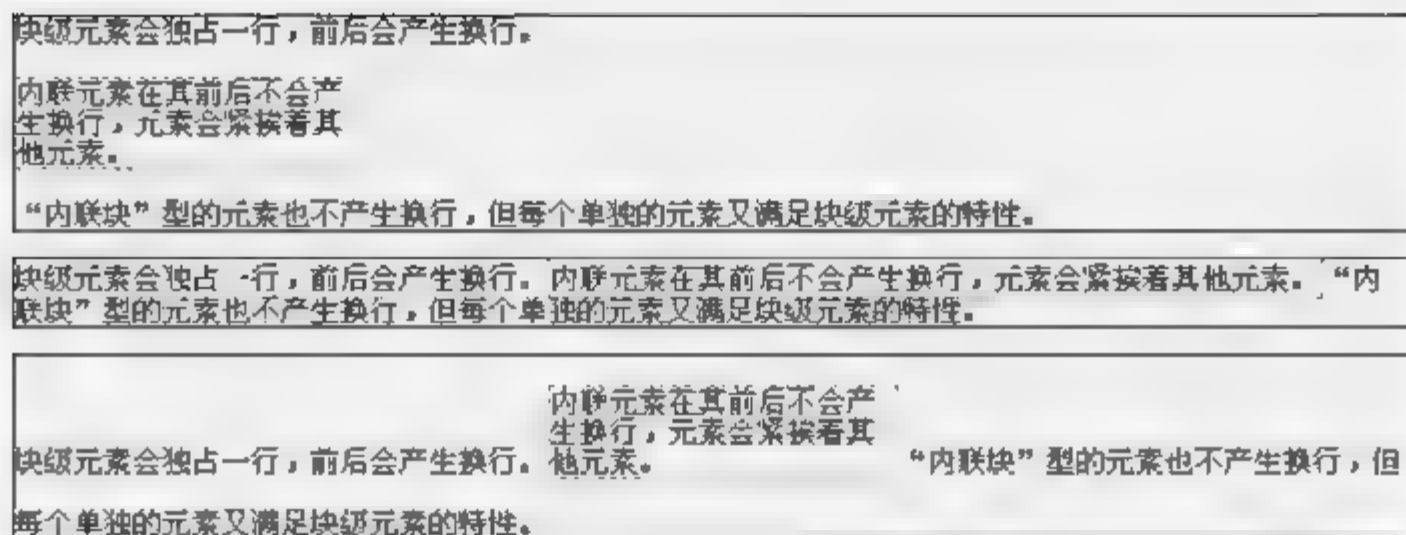 块级元素会独占一行，前后会产生换行。
内联元素在其前后不会产
生换行，元素会紧挨着其
他元素。
“内联块”型的元素也不产生换行，但每个单独的元素又满足块级元素的特性。
块级元素会独占一行，前后会产生换行。内联元素在其前后不会产生换行，元素会紧挨着其他元素。“内
联块”型的元素也不产生换行，但每个单独的元素又满足块级元素的特性。
内联元素在其前后不会产
生换行，元素会紧挨着其
块级元素会独占一行，前后会产生换行。他元素。“内联块”型的元素也不产生换行，但
每个单独的元素又满足块级元素的特性。